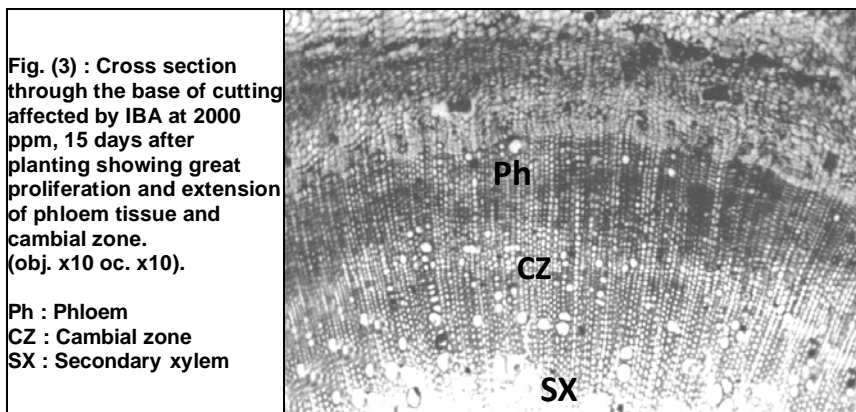 Fig. (3) : Cross section
through the base of cutting
affected by IBA at 2000
ppm, 15 days after
planting showing great
proliferation and extension
of phloem tissue and
cambial zone.
(obj. x10 oc. x10).
Ph : Phloem
CZ : Cambial zone
SX : Secondary xylem
Ph
CZ
SX